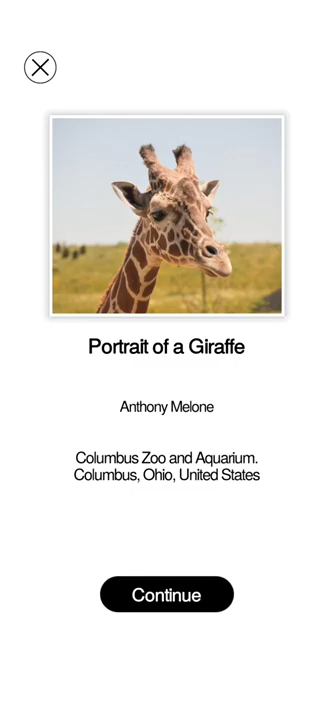 Portrait of a Giraffe
Anthony Melone
Columbus Zoo and Aquarium.
Columbus, Ohio, United States
Continue